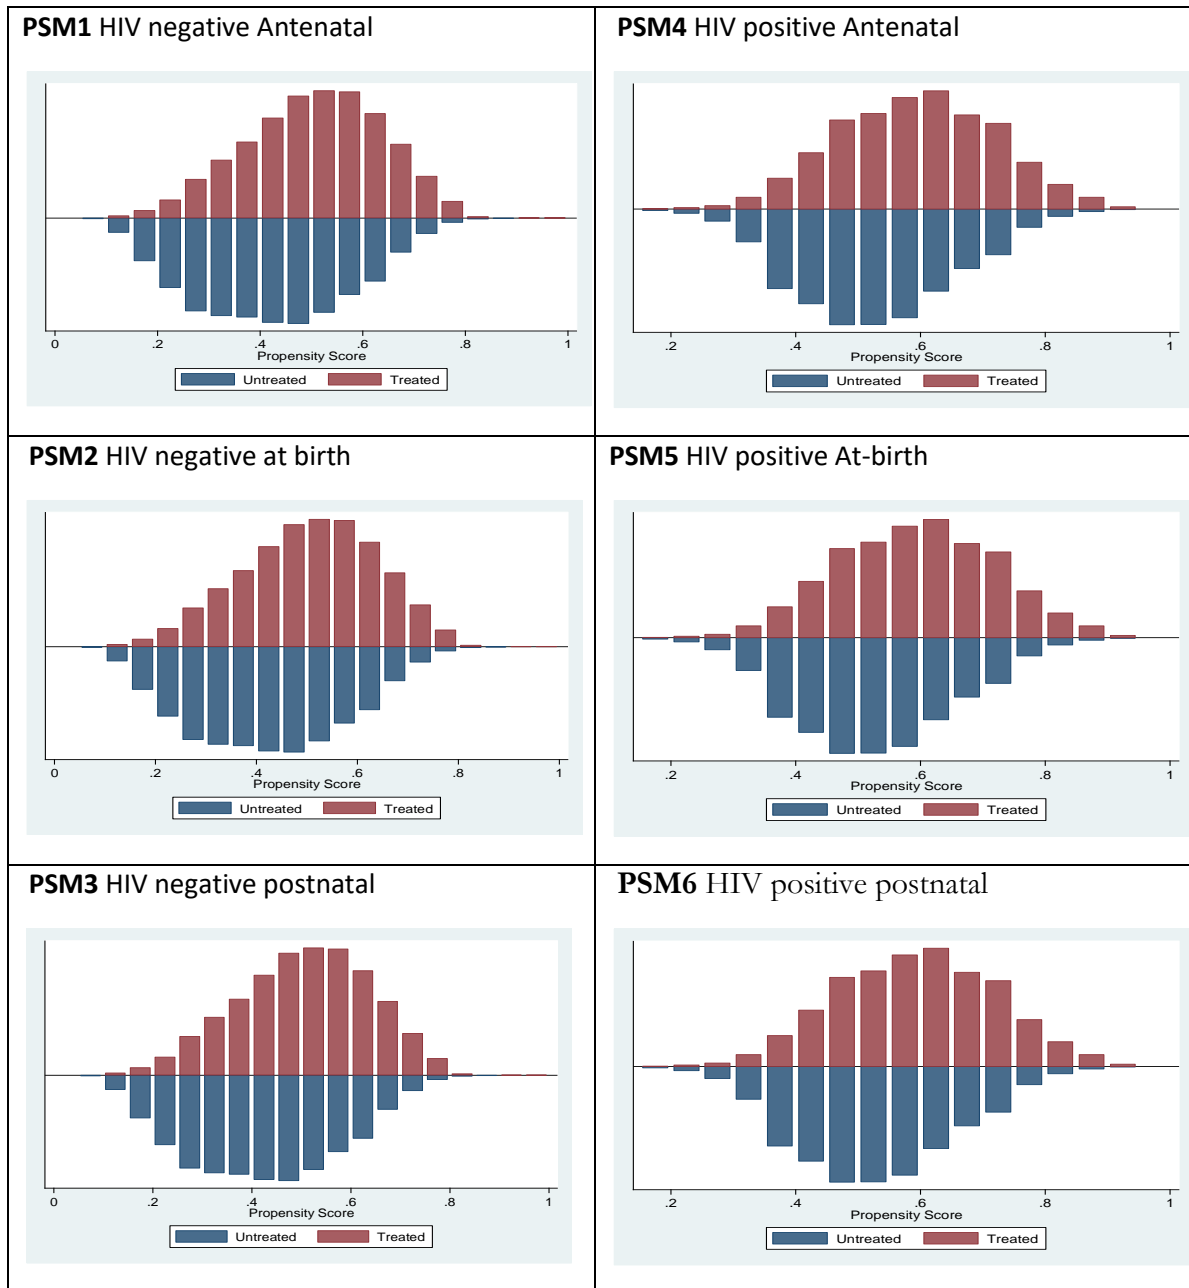 PSM1 HIV negative Antenatal
0 .2 .4 .6 .8 1
Propensity Score
Untreated Treated
PSM4 HIV positive Antenatal
.2 .4 .6 .8 1
Propensity Score
Untreated Treated
PSM2 HIV negative at birth
0 .2 .4 .6 .8 1
Propensity Score
Untreated Treated
PSM5 HIV positive At-birth
.2 .4 .6 .8 1
Propensity Score
Untreated Treated
PSM3 HIV negative postnatal
0 .2 .4 .6 .8 1
Propensity Score
Untreated Treated
PSM6 HIV positive postnatal
.2 .4 .6 .8 1
Propensity Score
Untreated Treated